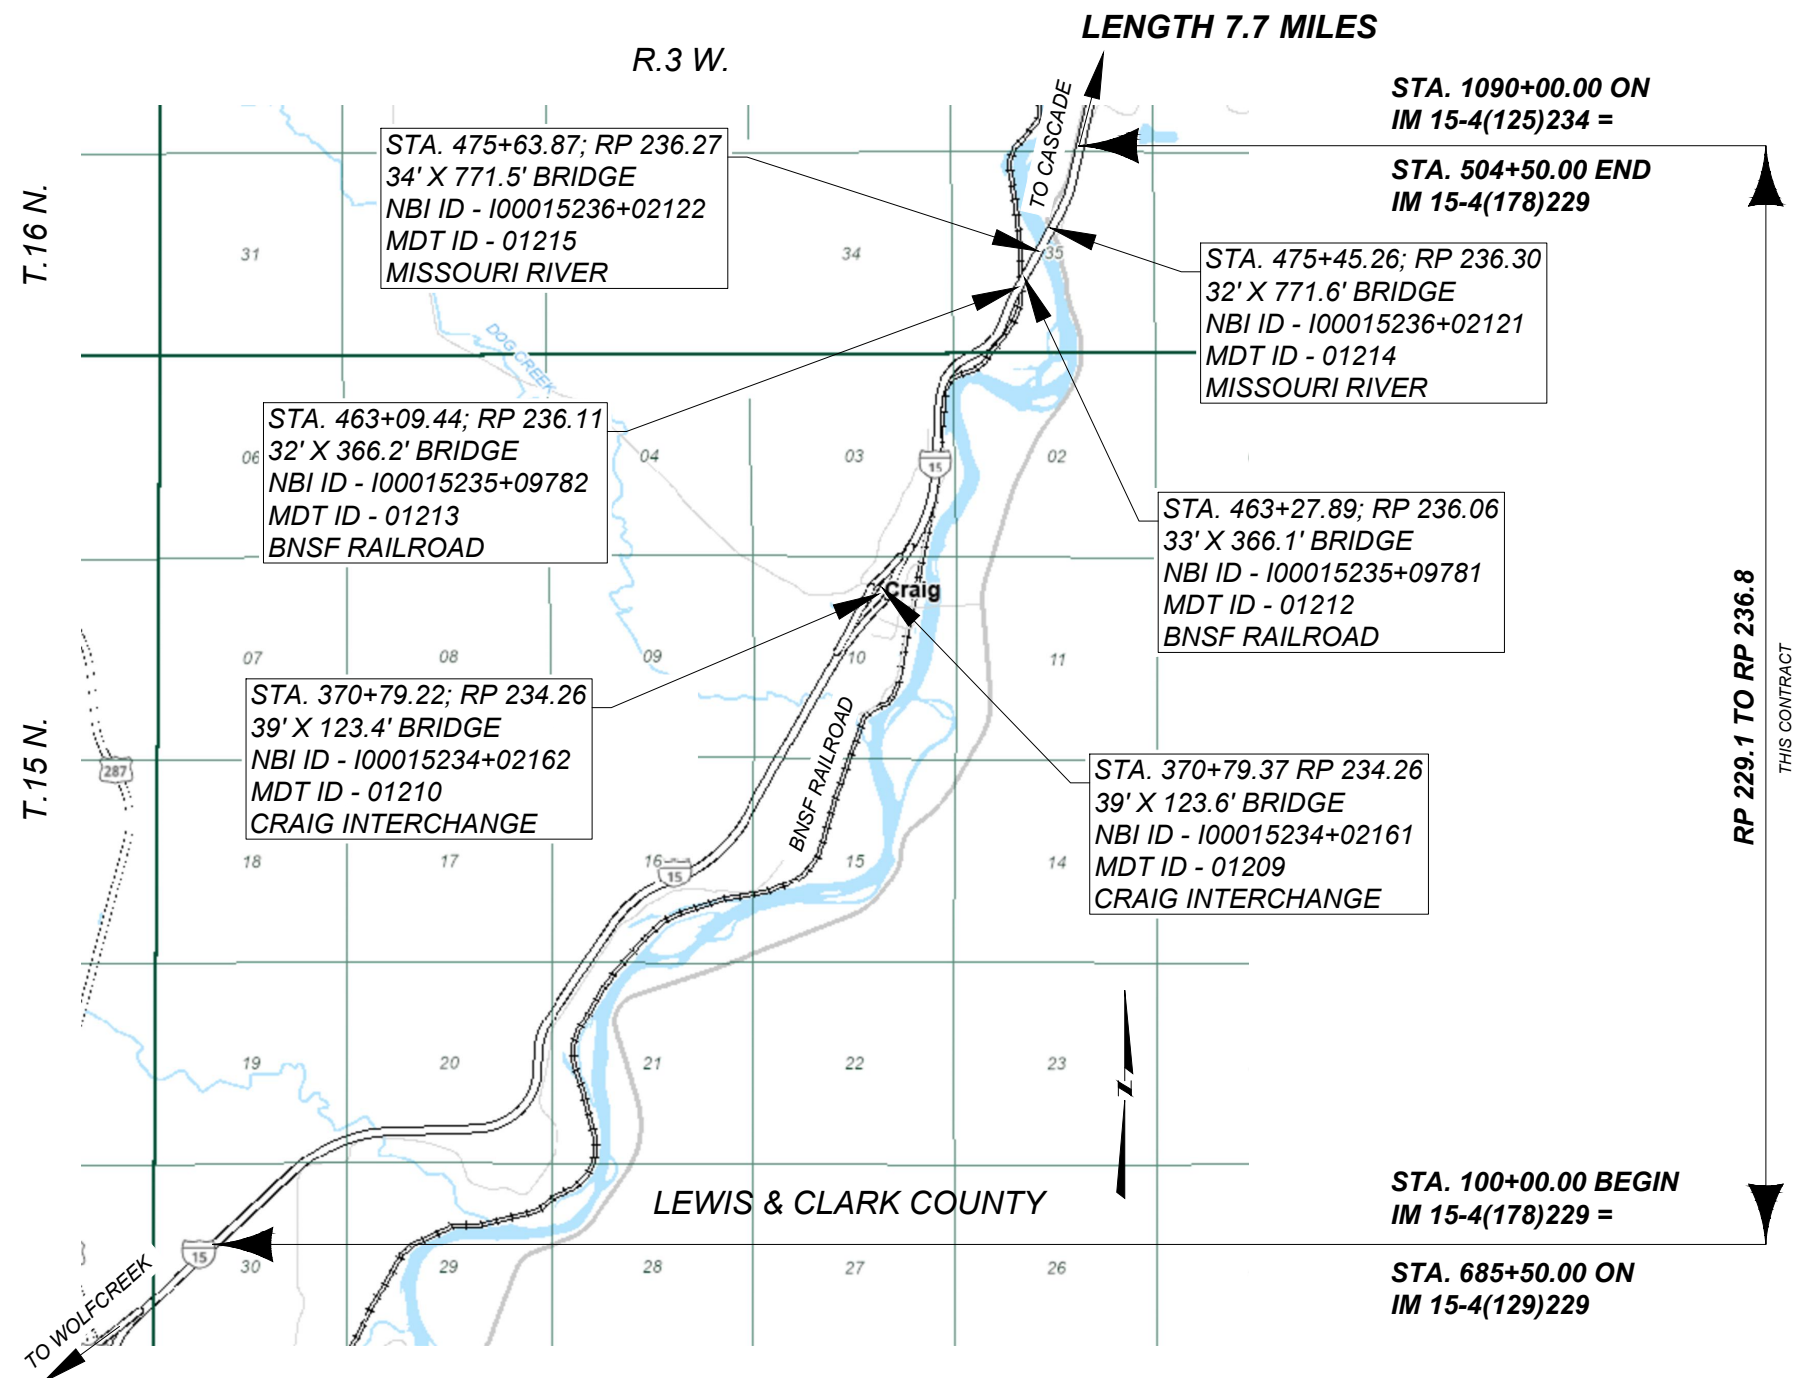 LENGTH 7.7 MILES
R.3 W.
STA. 1090+00.00 ON
IM 15-4(125)234 =
STA. 504+50.00 END
IM 15-4(178)229
TO CASCADE
STA. 475+63.87; RP 236.27
34' X 771.5' BRIDGE
NBI ID - I00015236+02122
MDT ID - 01215
MISSOURI RIVER
T.16 N.
31
34
35
STA. 475+45.26; RP 236.30
32' X 771.6' BRIDGE
NBI ID - I00015236+02121
MDT ID - 01214
MISSOURI RIVER
DOG CREEK
STA. 463+09.44; RP 236.11
32' X 366.2' BRIDGE
NBI ID - I00015235+09782
MDT ID - 01213
BNSF RAILROAD
06
04
03
15
02
STA. 463+27.89; RP 236.06
33' X 366.1' BRIDGE
NBI ID - I00015235+09781
MDT ID - 01212
BNSF RAILROAD
Craig
07
08
09
10
11
STA. 370+79.22; RP 234.26
39' X 123.4' BRIDGE
NBI ID - I00015234+02162
MDT ID - 01210
CRAIG INTERCHANGE
T.15 N.
287
BNSF RAILROAD
STA. 370+79.37 RP 234.26
39' X 123.6' BRIDGE
NBI ID - I00015234+02161
MDT ID - 01209
CRAIG INTERCHANGE
RP 229.1 TO RP 236.8
THIS CONTRACT
18
17
16
15
15
14
19
20
21
22
23
Z
LEWIS & CLARK COUNTY
STA. 100+00.00 BEGIN
IM 15-4(178)229 =
STA. 685+50.00 ON
IM 15-4(129)229
15
30
29
28
27
26
TO WOLFCREEK